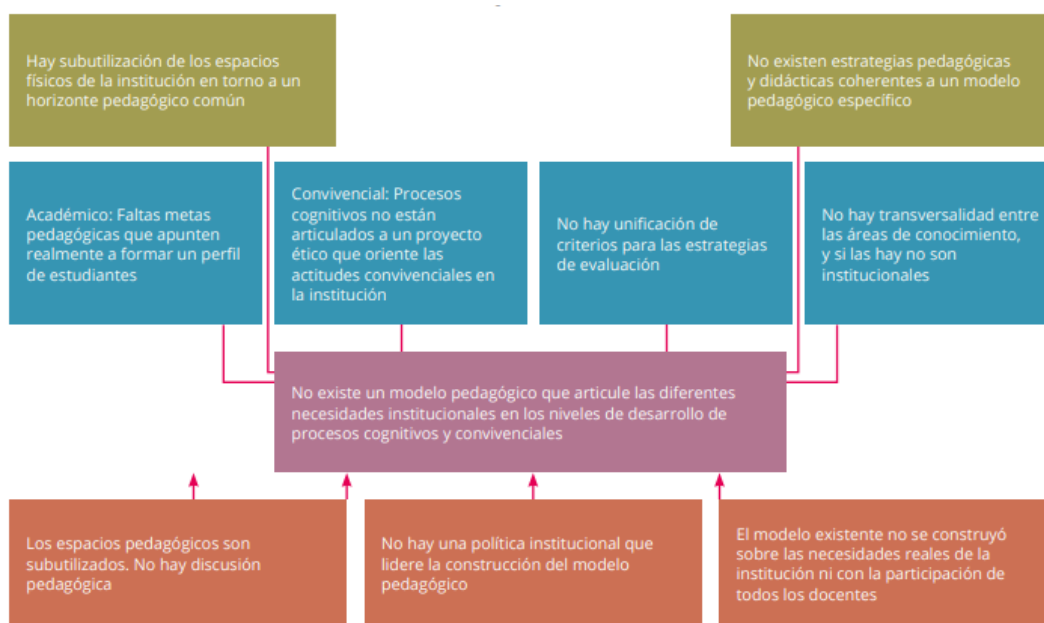 Hay subutilización de los espacios
físicos de la institución en torno a un
horizonte pedagógico común
No existen estrategias pedagógicas
y didácticas coherentes a un modelo
pedagógico específico
Académico: Faltas metas
pedagógicas que apunten
realmente a formar un perfil
de estudiantes
Convivencial: Procesos
cognitivos no están
articulados a un proyecto
ético que oriente las
actitudes convivenciales en
la institución
No hay unificación de
criterios para las estrategias
de evaluación
No hay transversalidad entre
las áreas de conocimiento,
y si las hay no son
institucionales
No existe un modelo pedagógico que articule las diferentes
necesidades institucionales en los niveles de desarrollo de
procesos cognitivos y convivenciales
Los espacios pedagógicos son
subutilizados. No hay discusión
pedagógica
No hay una política institucional que
lidere la construcción del modelo
pedagógico
El modelo existente no se construyó
sobre las necesidades reales de la
institución ni con la participación de
todos los docentes